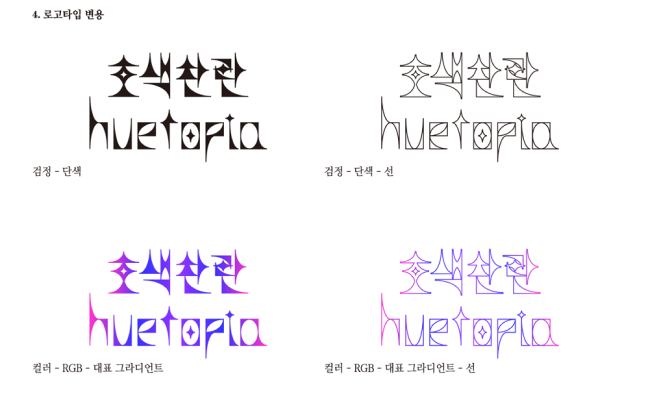 4. 로고타입 변용
호색찬란
huetopia
검정 - 단색
호색찬란
huetopia
검정 - 단색 - 선
호색찬란
huetopia
컬러 - RGB - 대표 그라디언트
호색찬란
huetopia
컬러 - RGB - 대표 그라디언트 - 선